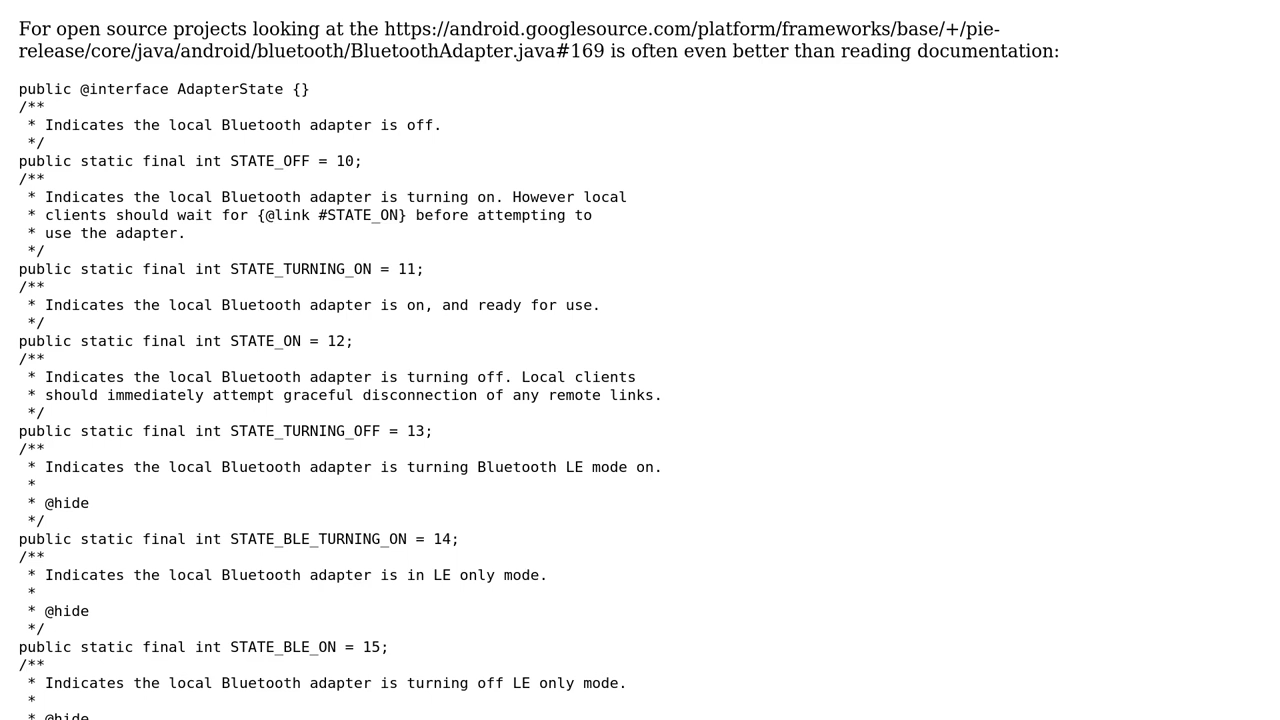 For open source projects looking at the https://android.googlesource.com/platform/frameworks/base/+/pie-
release/core/java/android/bluetooth/BluetoothAdapter.java#169 is often even better than reading documentation:
public @interface AdapterState {}
/**
 * Indicates the local Bluetooth adapter is off.
 */
public static final int STATE_OFF = 10;
/**
 * Indicates the local Bluetooth adapter is turning on. However local
 * clients should wait for {@link #STATE_ON} before attempting to
 * use the adapter.
 */
public static final int STATE_TURNING_ON = 11;
/**
 * Indicates the local Bluetooth adapter is on, and ready for use.
 */
public static final int STATE_ON = 12;
/**
 * Indicates the local Bluetooth adapter is turning off. Local clients
 * should immediately attempt graceful disconnection of any remote links.
 */
public static final int STATE_TURNING_OFF = 13;
/**
 * Indicates the local Bluetooth adapter is turning Bluetooth LE mode on.
 *
 * @hide
 */
public static final int STATE_BLE_TURNING_ON = 14;
/**
 * Indicates the local Bluetooth adapter is in LE only mode.
 *
 * @hide
 */
public static final int STATE_BLE_ON = 15;
/**
 * Indicates the local Bluetooth adapter is turning off LE only mode.
 *
 * @hide